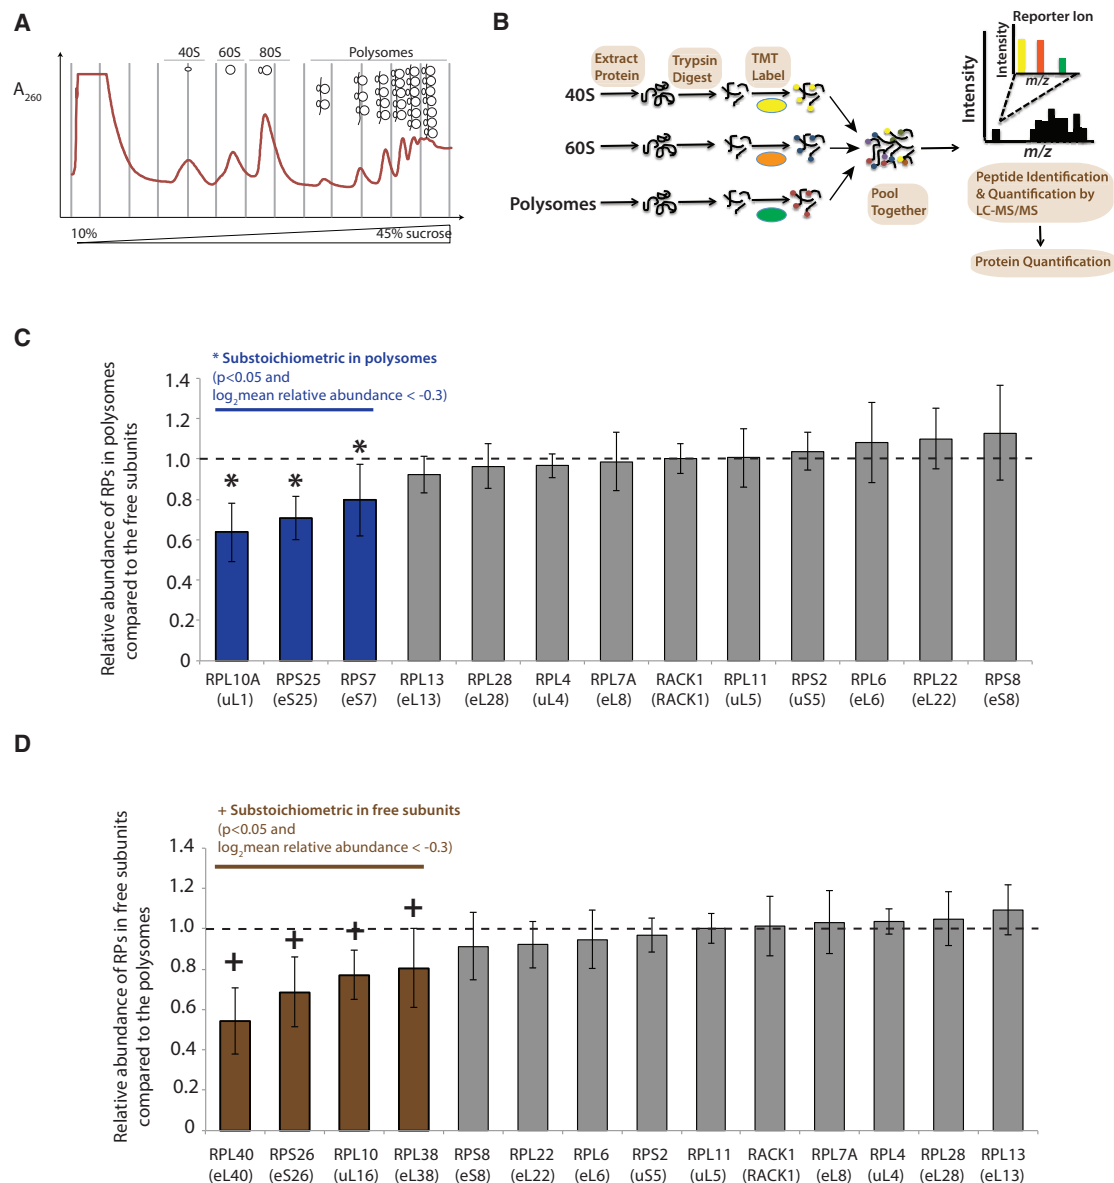 A
40S
60S
80S
Polysomes
A260
10%
45% sucrose
B
Extract
Protein
Trypsin
Digest
TMT
Label
40S
60S
Polysomes
Pool
Together
Reporter Ion
Intensity
m/z
Intensity
m/z
Peptide Identification
& Quantification by
LC-MS/MS
Protein Quantification
C
* Substoichiometric in polysomes
(p<0.05 and
log2mean relative abundance < -0.3)
Relative abundance of RPs in polysomes
compared to the free subunits
1.4
1.2
1.0
0.8
0.6
0.4
0.2
0
* * *
RPL10A RPS25 RPS7 RPL13 RPL28 RPL4 RPL7A RACK1 RPL11 RPS2 RPL6 RPL22 RPS8
(uL1) (eS25) (eS7) (eL13) (eL28) (uL4) (eL8) (RACK1) (uL5) (uS5) (eL6) (eL22) (eS8)
D
+ Substoichiometric in free subunits
(p<0.05 and
log2mean relative abundance < -0.3)
Relative abundance of RPs in free subunits
compared to the polysomes
1.4
1.2
1.0
0.8
0.6
0.4
0.2
0
+ + + +
RPL40 RPS26 RPL10 RPL38 RPS8 RPL22 RPL6 RPS2 RPL11 RACK1 RPL7A RPL4 RPL28 RPL13
(eL40) (eS26) (uL16) (eL38) (eS8) (eL22) (eL6) (uS5) (uL5) (RACK1) (eL8) (uL4) (eL28) (eL13)